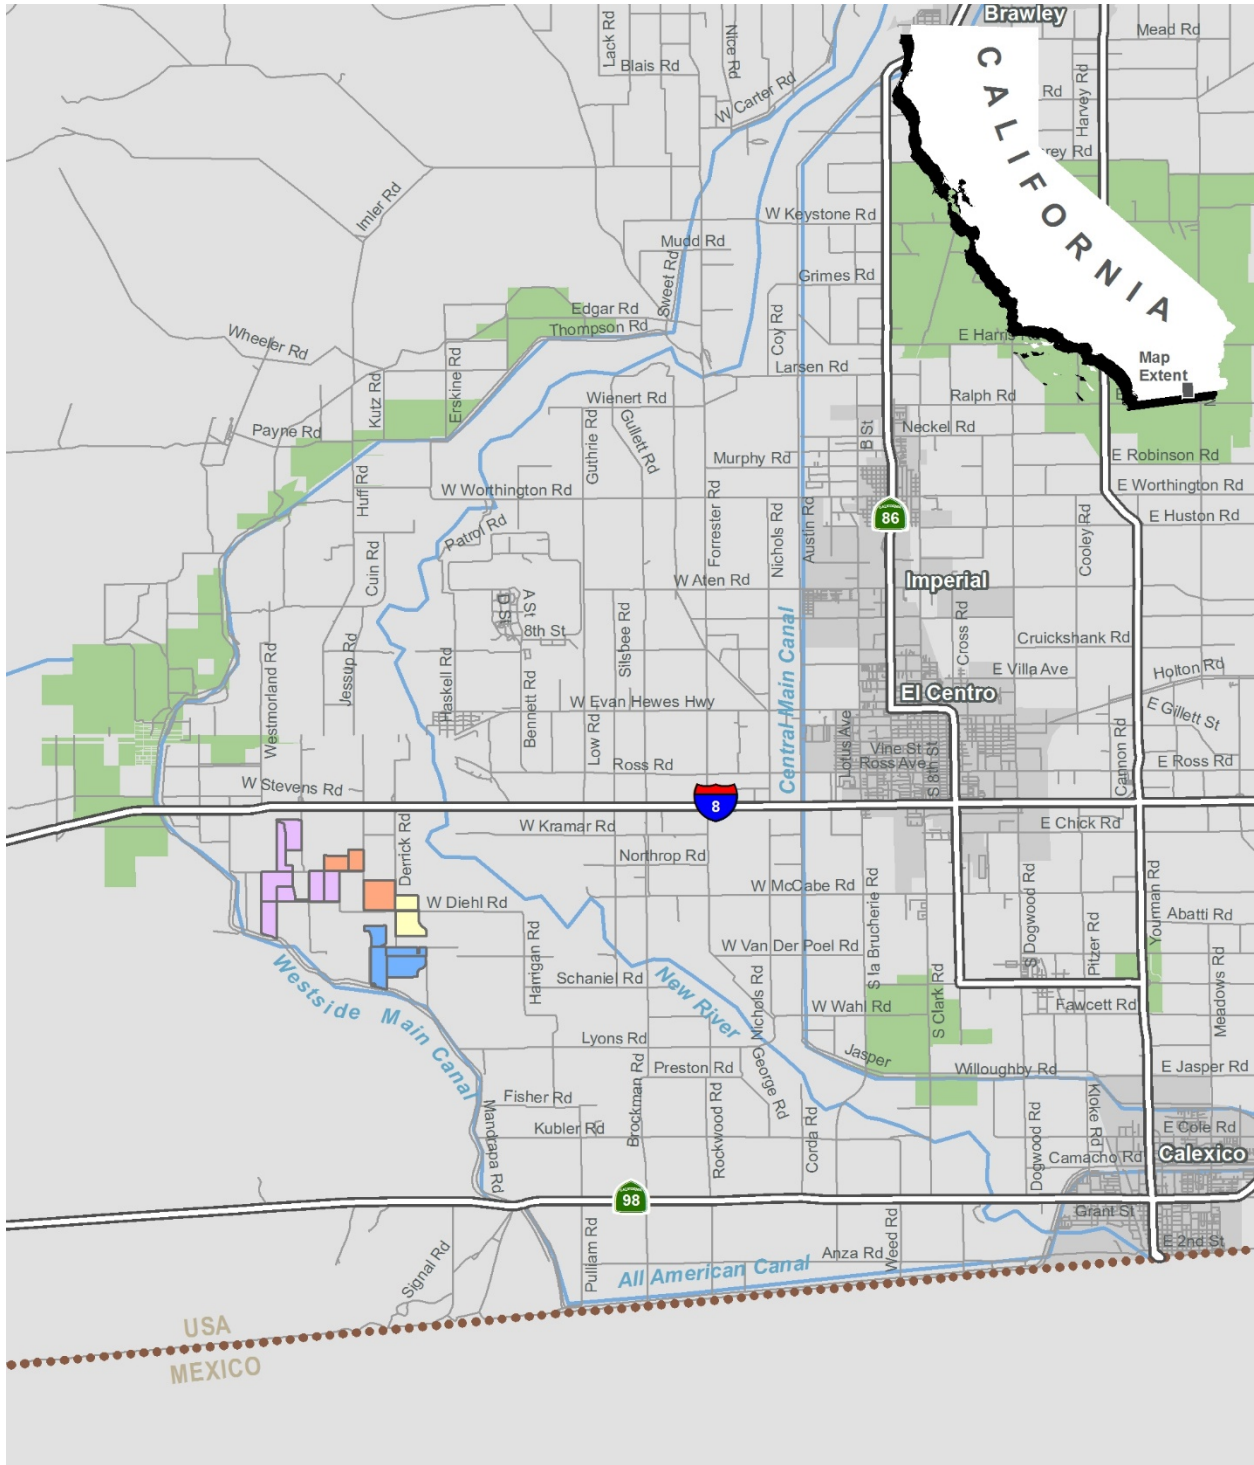 Brawley
Mead Rd
Lack Rd
Nice Rd
Blais Rd
W Carter Rd
Rd
Harvey Rd
CALIFORNIA
Imler Rd
W Keystone Rd
Mudd Rd
Sweet Rd
Grimes Rd
Edgar Rd
Thompson Rd
Coy Rd
E Harris
Wheeler Rd
Map
Extent
Larsen Rd
Kutz Rd
Erskine Rd
Wienert Rd
Ralph Rd
Payne Rd
Guthrie Rd
Gullett Rd
B St
Neckel Rd
Murphy Rd
E Robinson Rd
Huff Rd
W Worthington Rd
E Worthington Rd
Patrol Rd
Forrester Rd
Nichols Rd
Austin Rd
86
Cooley Rd
E Huston Rd
Cuin Rd
W Aten Rd
Imperial
A St
D St
8th St
Silsbee Rd
Central Main Canal
Cross Rd
Cruickshank Rd
Westmorland Rd
Jessup Rd
Haskell Rd
Bennett Rd
E Villa Ave
Holton Rd
W Evan Hewes Hwy
El Centro
E Gillett St
Low Rd
Lotus Ave
Vine St
Ross Ave
S 8th St
Cannon Rd
Ross Rd
E Ross Rd
W Stevens Rd
8
W Kramar Rd
E Chick Rd
Derrick Rd
Northrop Rd
W McCabe Rd
S la Brucherie Rd
S Dogwood Rd
Pitzer Rd
Yourman Rd
W Diehl Rd
Abatti Rd
Harrigan Rd
W Van Der Poel Rd
Schaniel Rd
New River
Nichols Rd
W Wahl Rd
S Clark Rd
Fawcett Rd
Meadows Rd
Westside Main Canal
Lyons Rd
Jasper
Preston Rd
George Rd
Willoughby Rd
E Jasper Rd
Fisher Rd
Mandrapa Rd
Kubler Rd
Brockman Rd
Rockwood Rd
Corda Rd
Dogwood Rd
Kloke Rd
E Cole Rd
Camacho Rd
Calexico
98
Grant St
Signal Rd
Pulliam Rd
Anza Rd
Weed Rd
E 2nd St
All American Canal
USA
MEXICO